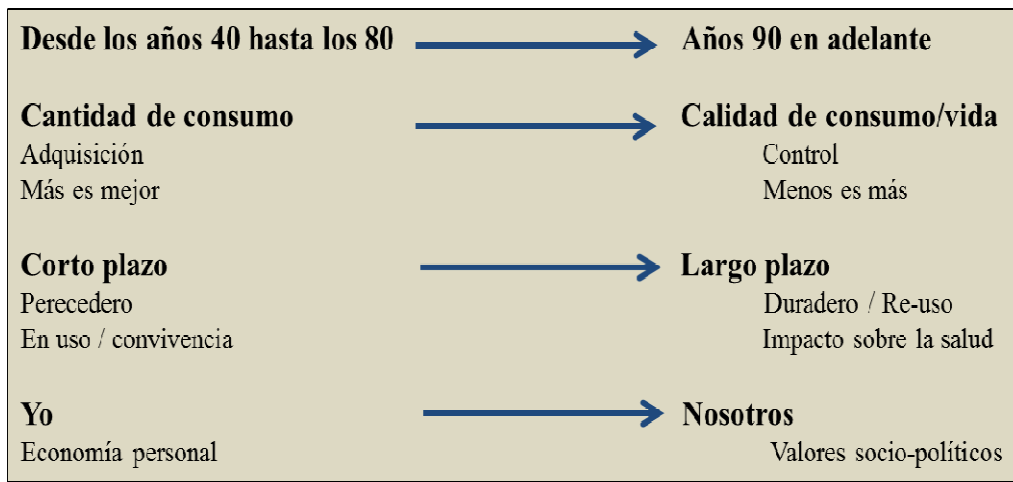 Desde los años 40 hasta los 80 Años 90 en adelante
Cantidad de consumo Calidad de consumo/vida
Adquisición Control
Más es mejor Menos es más
Corto plazo Largo plazo
Perecedero Duradero / Re-uso
En uso / convivencia Impacto sobre la salud
Yo Nosotros
Economía personal Valores socio-políticos